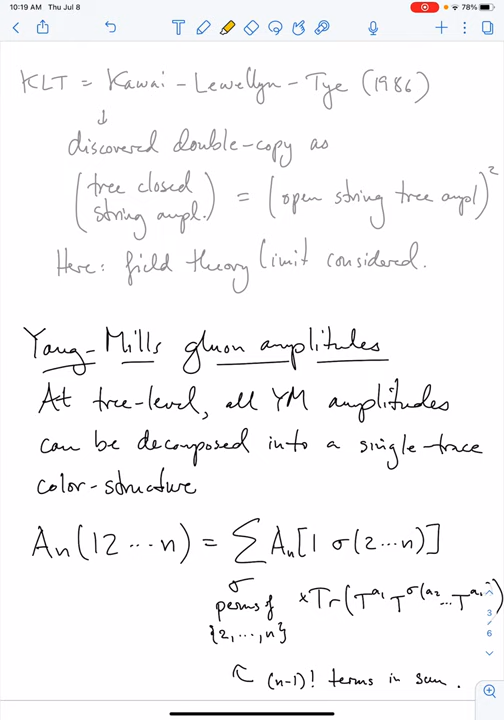 10:19 AM Thu Jul 8
78%
KLT = Kawai - Lewellyn - Tye (1986)
↓
discovered double-copy as
(tree closed string ampl.) = (open string tree ampl)²
Here: field theory limit considered.
Yang-Mills gluon amplitudes
At tree-level, all YM amplitudes
can be decomposed into a single-trace
color-structure
An(12 ··· n) = ∑ An[1 σ(2 ··· n)]
σ
perms of
{2, ..., n}
× Tr(T^{a_1} T^{σ(a_2} ··· T^{a_
3
/
6
↸ (n-1)! terms in sum.